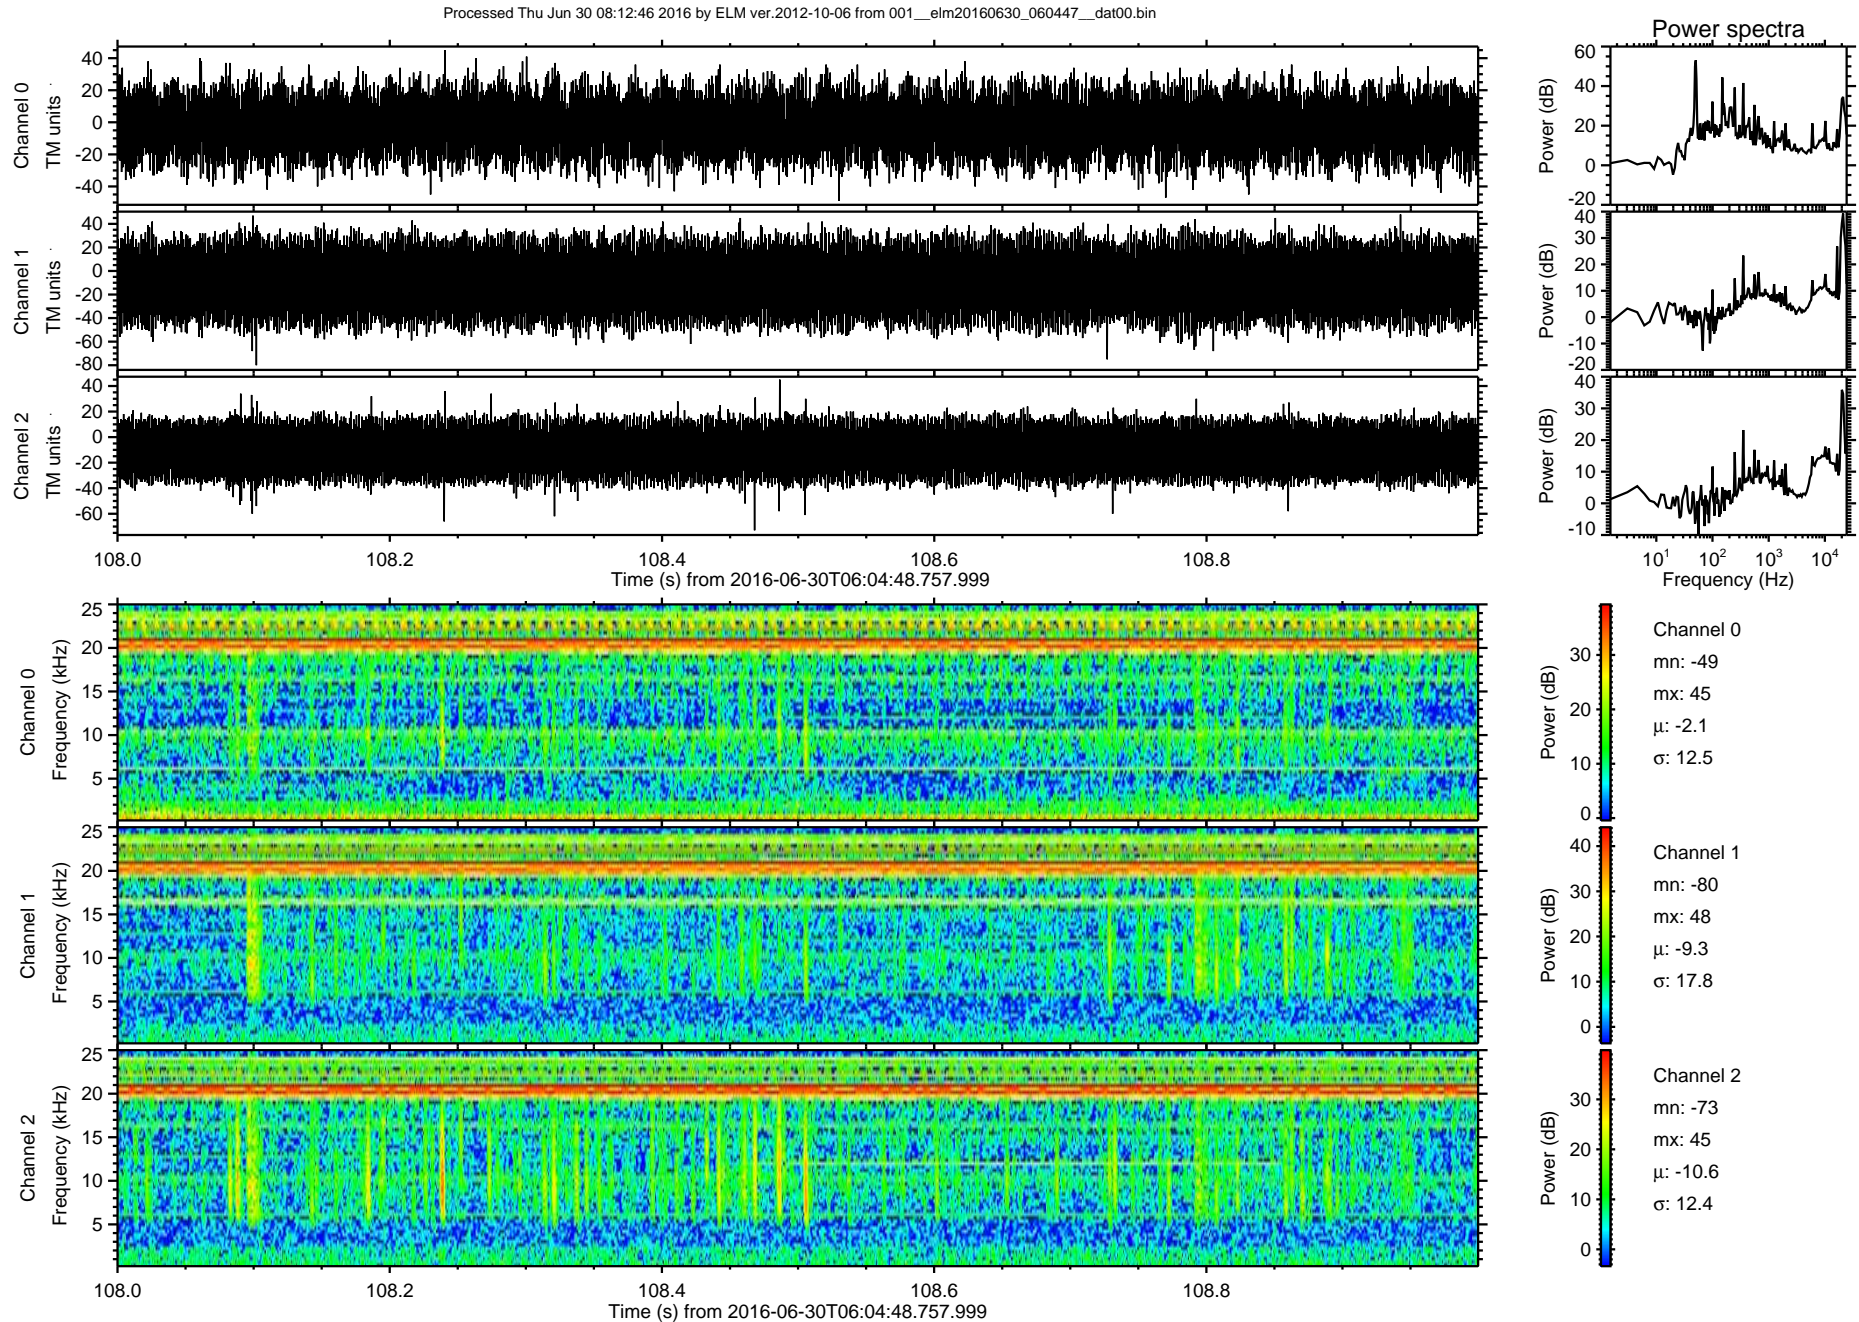 Processed Thu Jun 30 08:12:46 2016 by ELM ver.2012-10-06 from 001__elm20160630_060447__dat00.bin
Power spectra
Channel 0
TM units
40
20
0
-20
-40
Power (dB)
60
40
20
0
-20
Channel 1
TM units
40
20
0
-20
-40
-60
-80
Power (dB)
40
30
20
10
0
-10
-20
Channel 2
TM units
40
20
0
-20
-40
-60
Power (dB)
40
30
20
10
0
-10
108.0
108.2
108.4
108.6
108.8
Time (s) from 2016-06-30T06:04:48.757.999
10¹
10²
10³
10⁴
Frequency (Hz)
Channel 0
Frequency (kHz)
25
20
15
10
5
Power (dB)
30
20
10
0
Channel 0
mn: -49
mx: 45
μ: -2.1
σ: 12.5
Channel 1
Frequency (kHz)
25
20
15
10
5
Power (dB)
40
30
20
10
0
Channel 1
mn: -80
mx: 48
μ: -9.3
σ: 17.8
Channel 2
Frequency (kHz)
25
20
15
10
5
Power (dB)
30
20
10
0
Channel 2
mn: -73
mx: 45
μ: -10.6
σ: 12.4
108.0
108.2
108.4
108.6
108.8
Time (s) from 2016-06-30T06:04:48.757.999